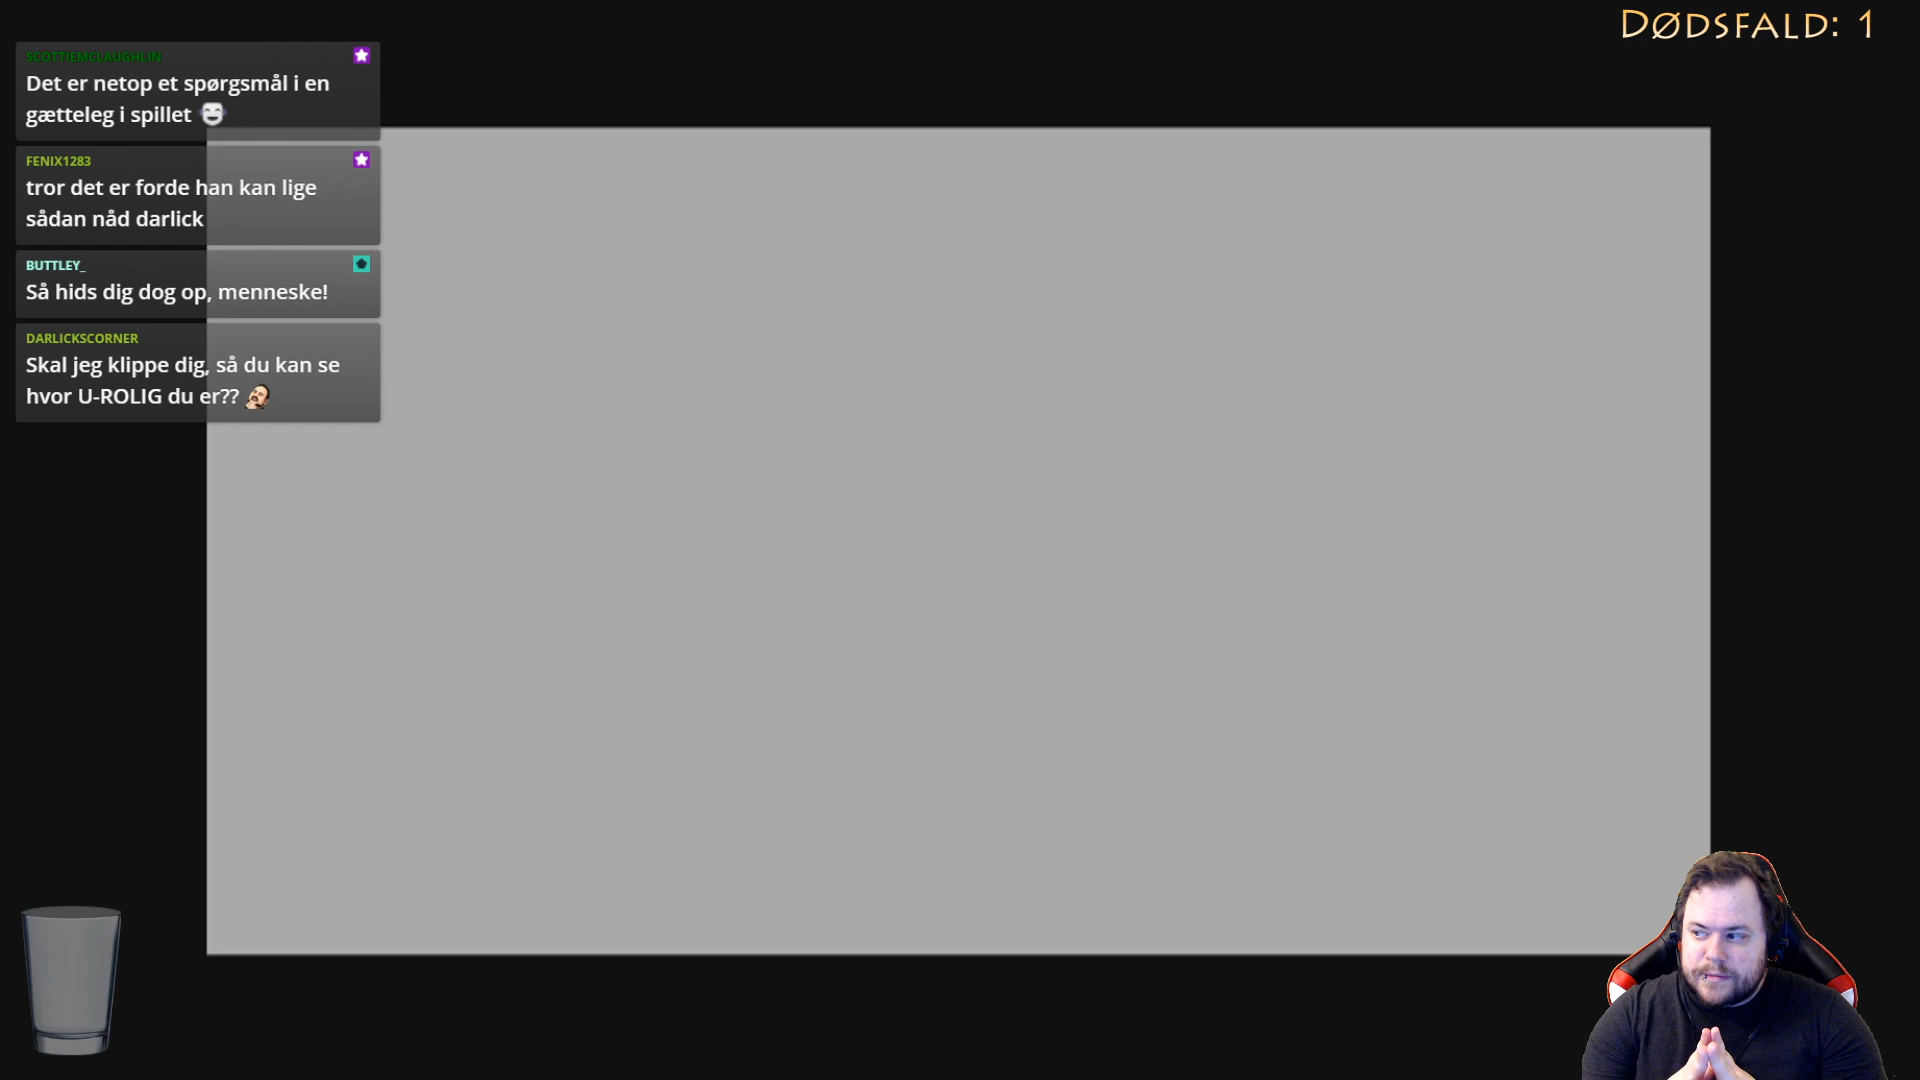 DØDSFALD: 1
SCOTTIEMCLAUGHLIN
Det er netop et spørgsmål i en
gætteleg i spillet
FENIX1283
tror det er forde han kan lige
sådan nåd darlick
BUTTLEY_
Så hids dig dog op, menneske!
DARLICKSCORNER
Skal jeg klippe dig, så du kan se
hvor U-ROLIG du er??